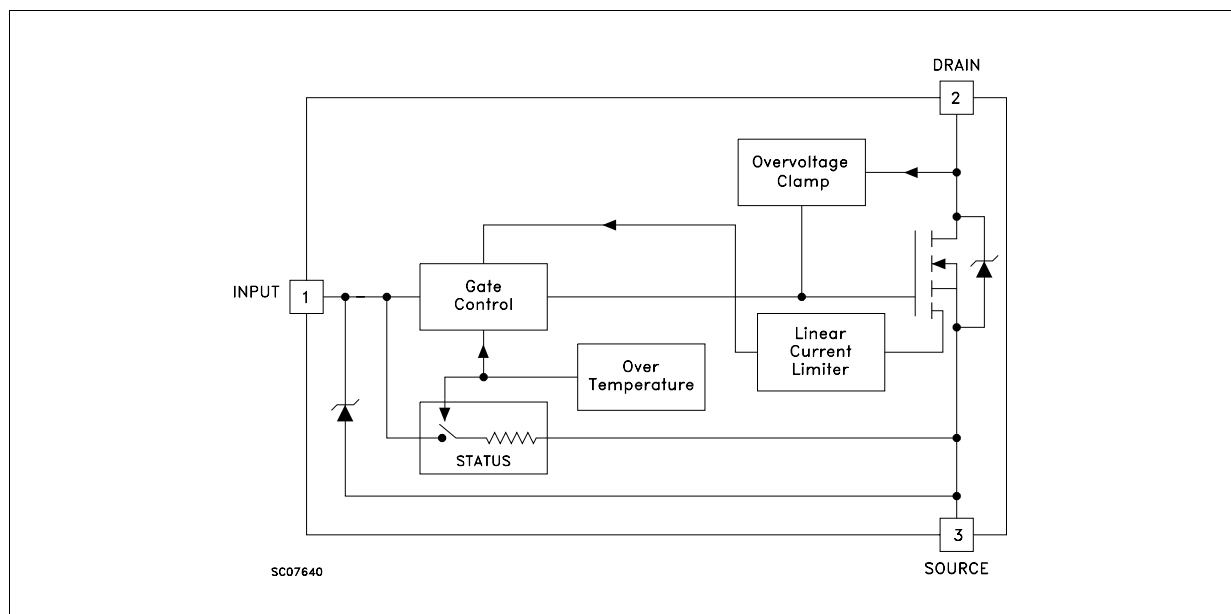 DRAIN
2
Overvoltage
Clamp
INPUT
1
Gate
Control
Linear
Current
Limiter
Over
Temperature
STATUS
3
SOURCE
SC07640